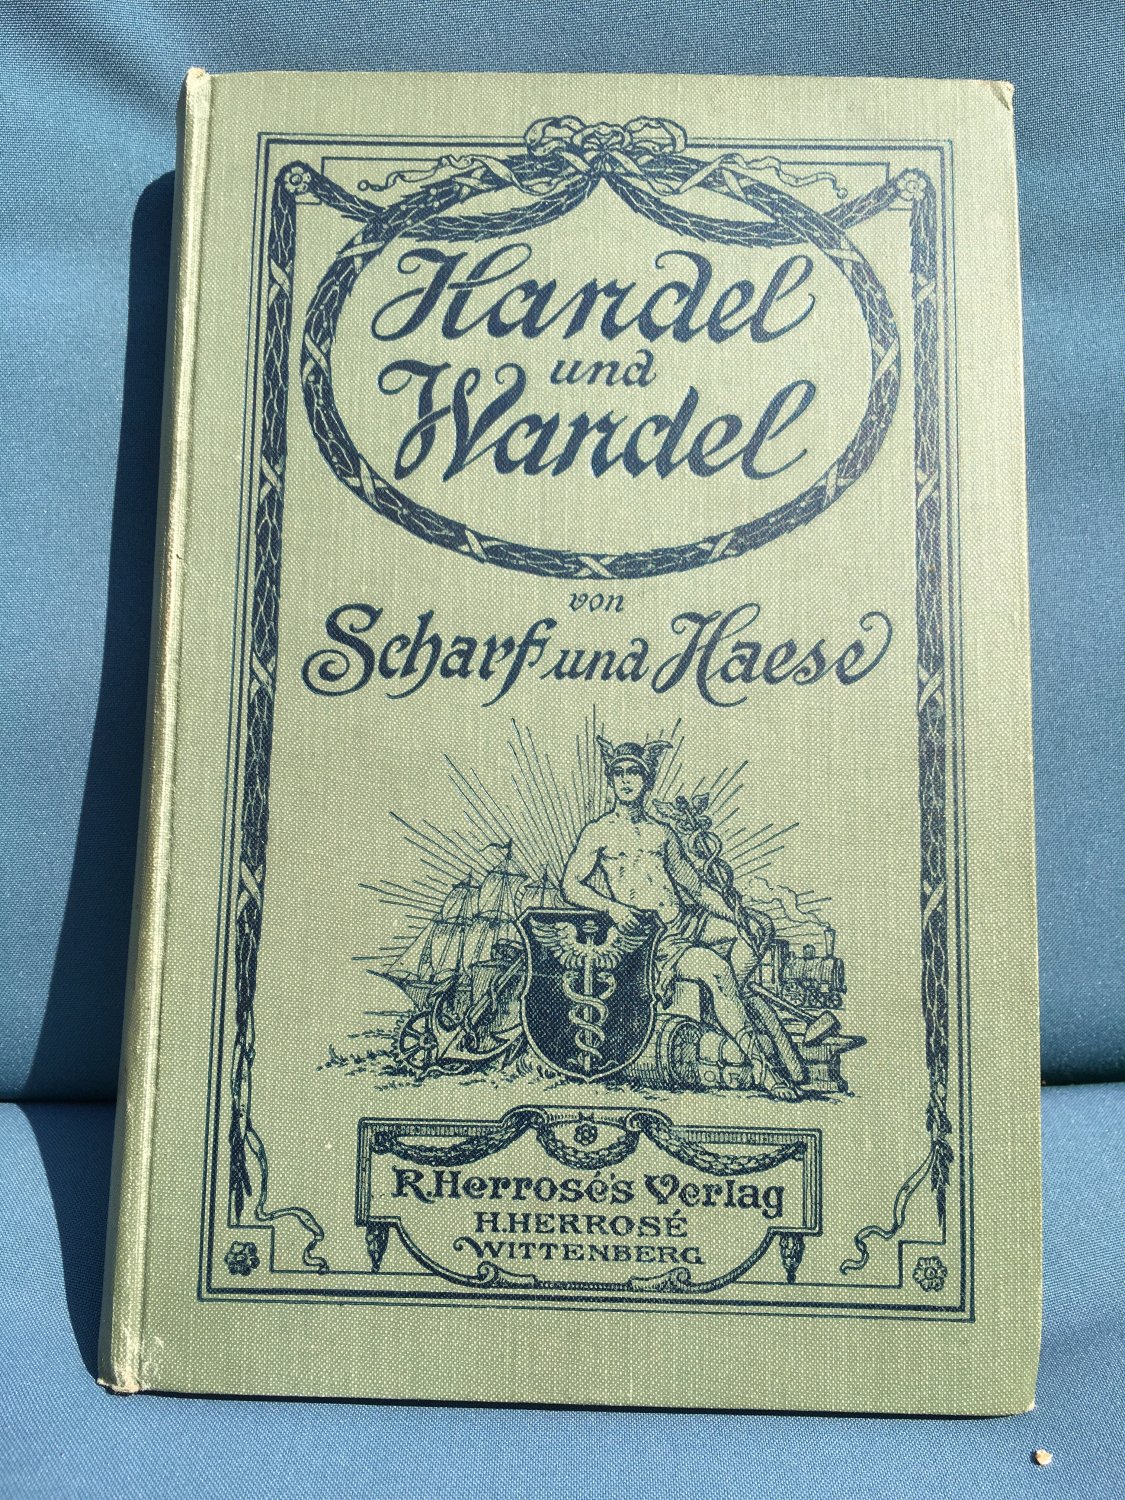 Handel
und
Wandel
von
Scharf und Haese
R.Herrosé's Verlag
H.HERROSÉ
WITTENBERG